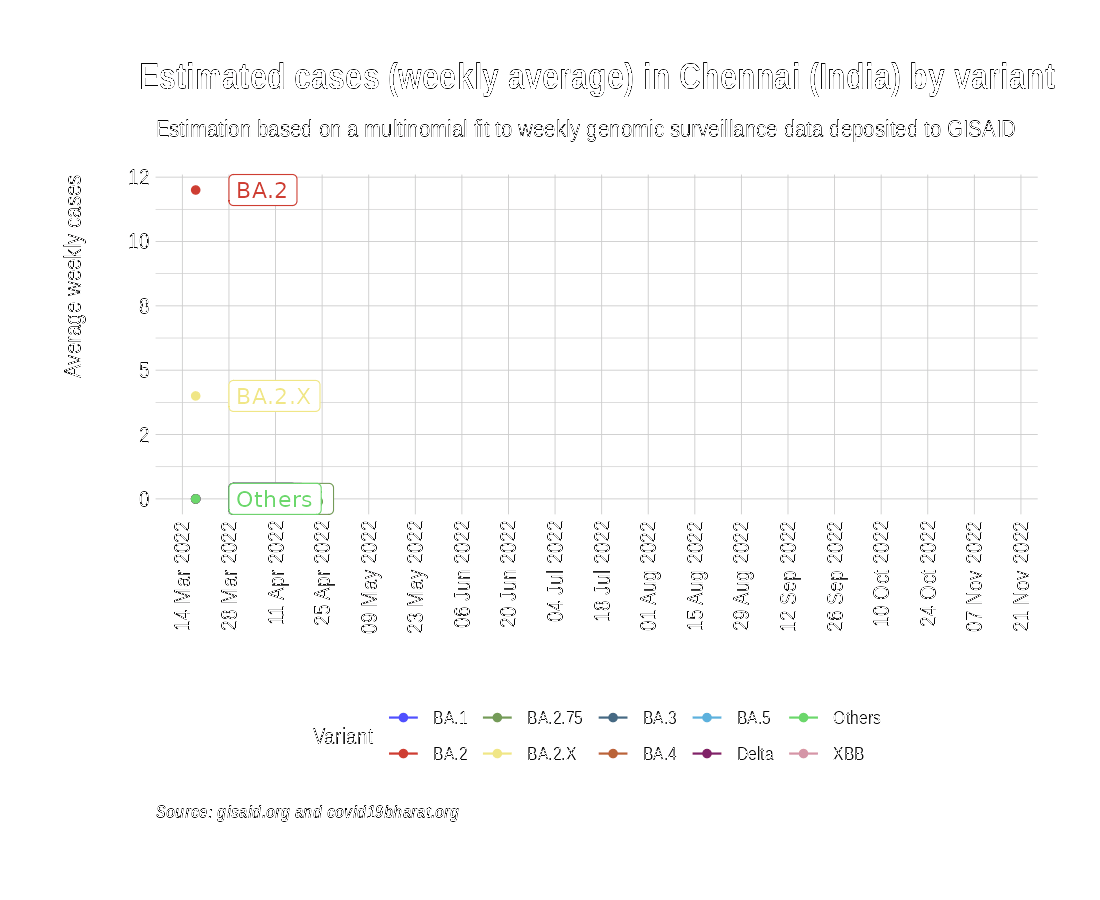 Estimated cases (weekly average) in Chennai (India) by variant
Estimation based on a multinomial fit to weekly genomic surveillance data deposited to GISAID
Average weekly cases
12
10
8
5
2
0
BA.2
BA.2.X
Others
14 Mar 2022
28 Mar 2022
11 Apr 2022
25 Apr 2022
09 May 2022
23 May 2022
06 Jun 2022
20 Jun 2022
04 Jul 2022
18 Jul 2022
01 Aug 2022
15 Aug 2022
29 Aug 2022
12 Sep 2022
26 Sep 2022
10 Oct 2022
24 Oct 2022
07 Nov 2022
21 Nov 2022
Variant
BA.1 BA.2.75 BA.3 BA.5 Others
BA.2 BA.2.X BA.4 Delta XBB
Source: gisaid.org and covid19bharat.org